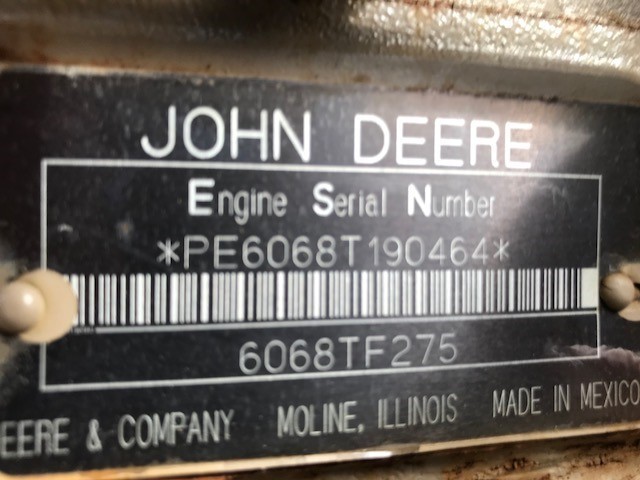 JOHN DEERE
Engine Serial Number
*PE6068T190464*
6068TF275
EERE & COMPANY MOLINE, ILLINOIS MADE IN MEXICO